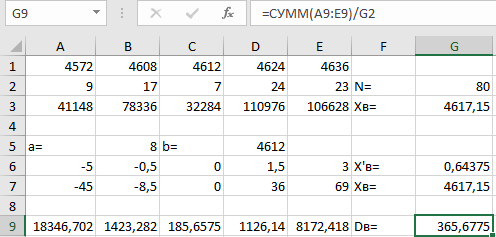 G9 =СУММ(A9:E9)/G2
A B C D E F G
1 4572 4608 4612 4624 4636
2 9 17 7 24 23 N= 80
3 41148 78336 32284 110976 106628 Xв= 4617,15
4
5 a= 8 b= 4612
6 -5 -0,5 0 1,5 3 X'в= 0,64375
7 -45 -8,5 0 36 69 Xв= 4617,15
8
9 18346,702 1423,282 185,6575 1126,14 8172,418 Dв= 365,6775